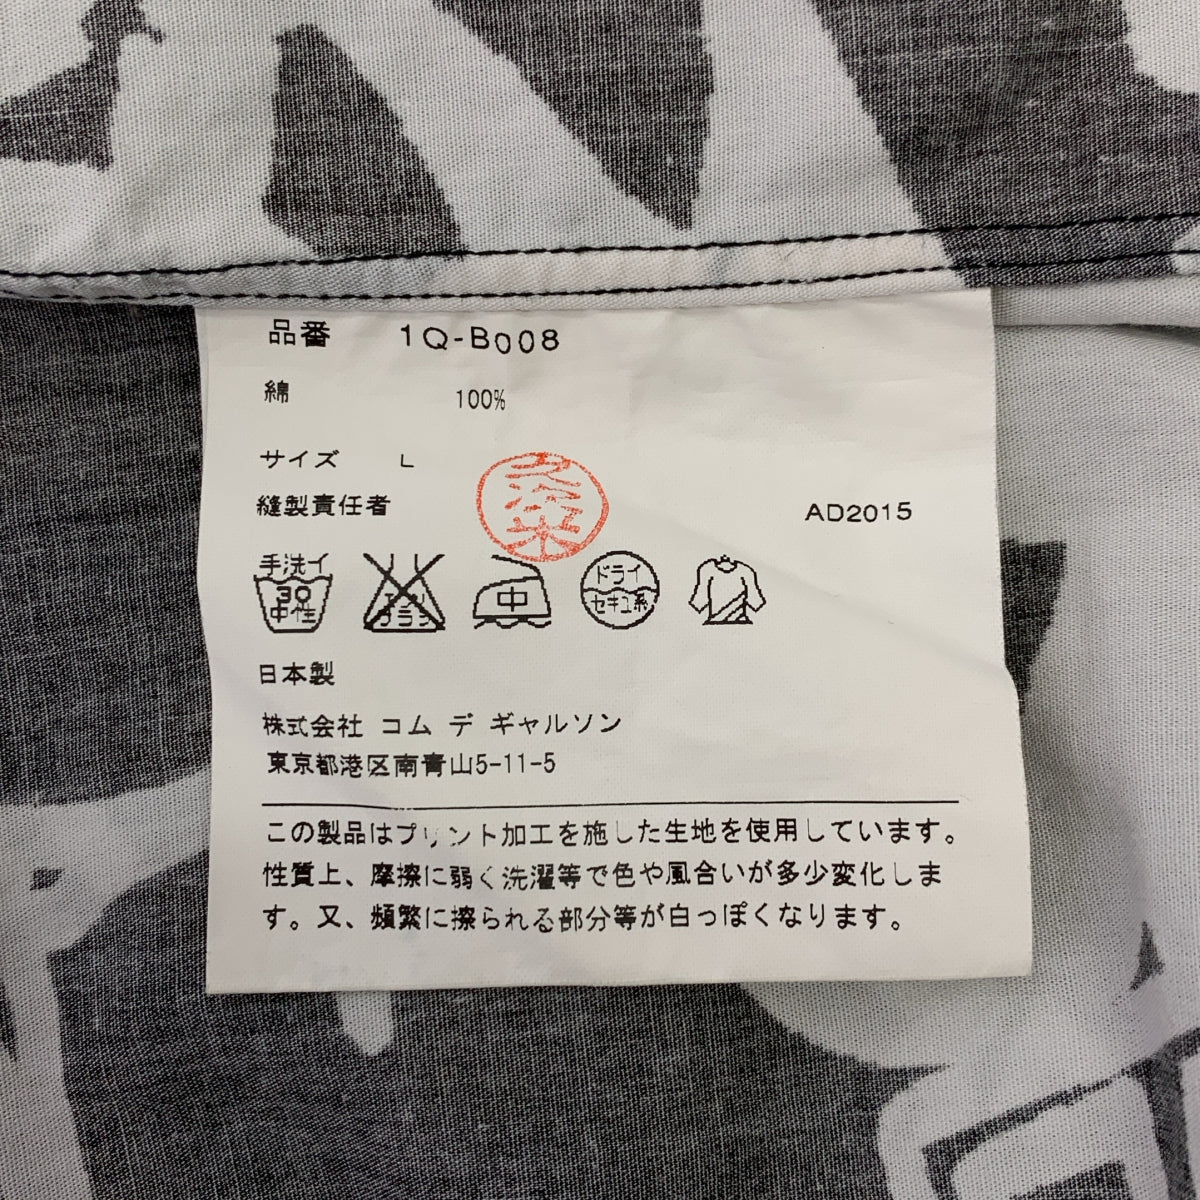 品番 1Q-B008
綿 100%
サイズ L
縫製責任者
AD2015
手洗イ
30
中性
エンソ
フラン
中
ドライ
セキユ系
日本製
株式会社 コム デ ギャルソン
東京都港区南青山5-11-5
この製品はプリント加工を施した生地を使用しています。
性質上、摩擦に弱く洗濯等で色や風合いが多少変化しま
す。又、頻繁に擦られる部分等が白っぽくなります。